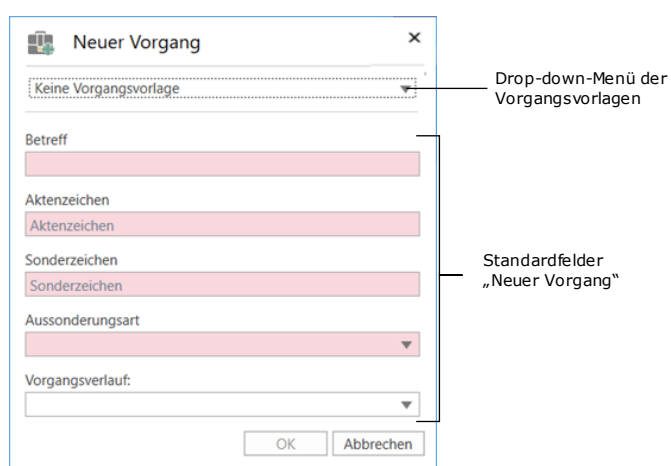 Neuer Vorgang
Keine Vorgangsvorlage
Drop-down-Menü der
Vorgangsvorlagen
Betreff
Aktenzeichen
Aktenzeichen
Sonderzeichen
Sonderzeichen
Standardfelder
„Neuer Vorgang“
Aussonderungsart
Vorgangsverlauf:
OK
Abbrechen